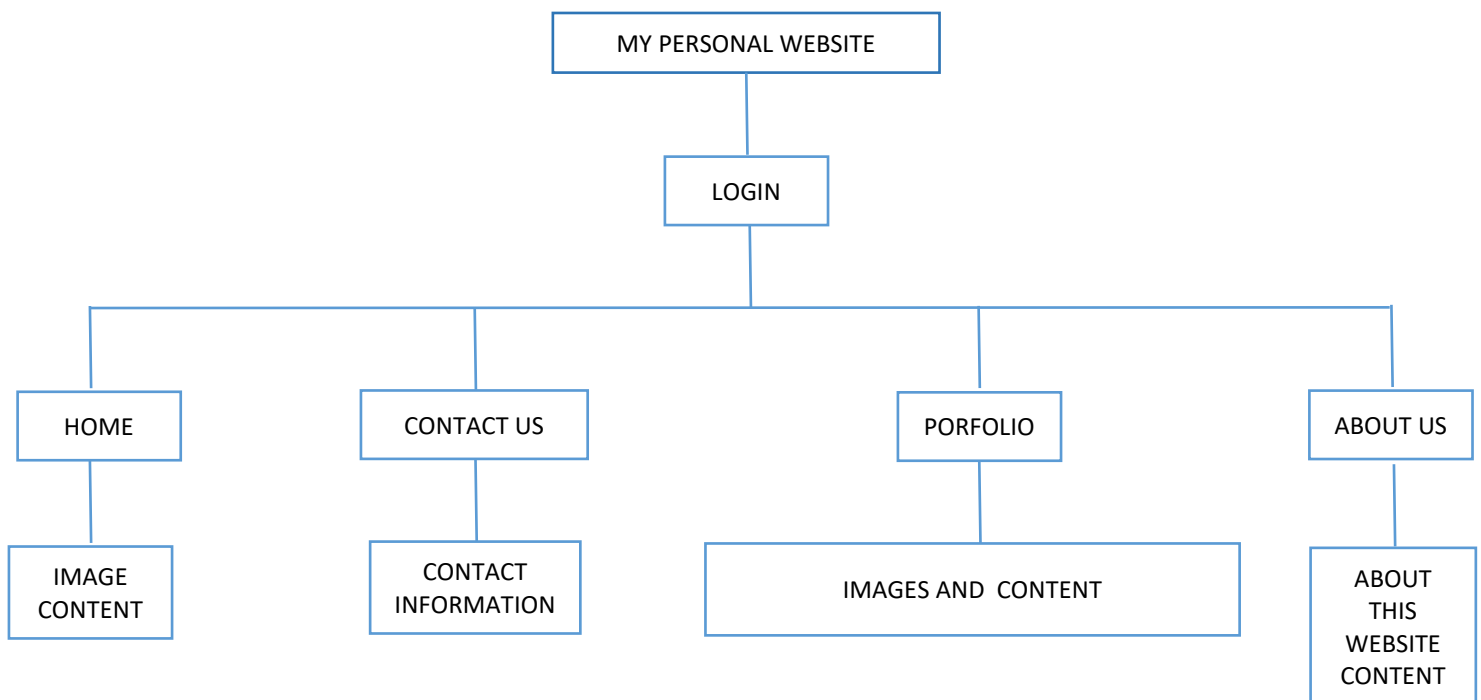 MY PERSONAL WEBSITE
LOGIN
HOME
CONTACT US
PORFOLIO
ABOUT US
IMAGE
CONTENT
CONTACT
INFORMATION
IMAGES AND  CONTENT
ABOUT
THIS
WEBSITE
CONTENT